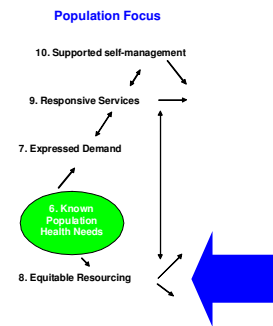 Population Focus
10. Supported self-management
9. Responsive Services
7. Expressed Demand
6. Known
Population
Health Needs
8. Equitable Resourcing